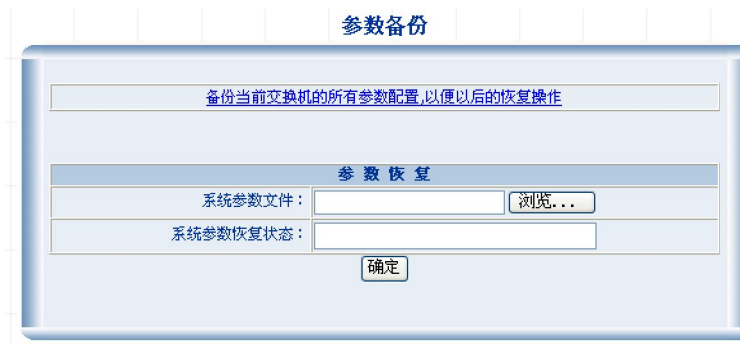 参数备份
备份当前交换机的所有参数配置,以便以后的恢复操作
参 数 恢 复
系统参数文件： 浏览...
系统参数恢复状态：
确定